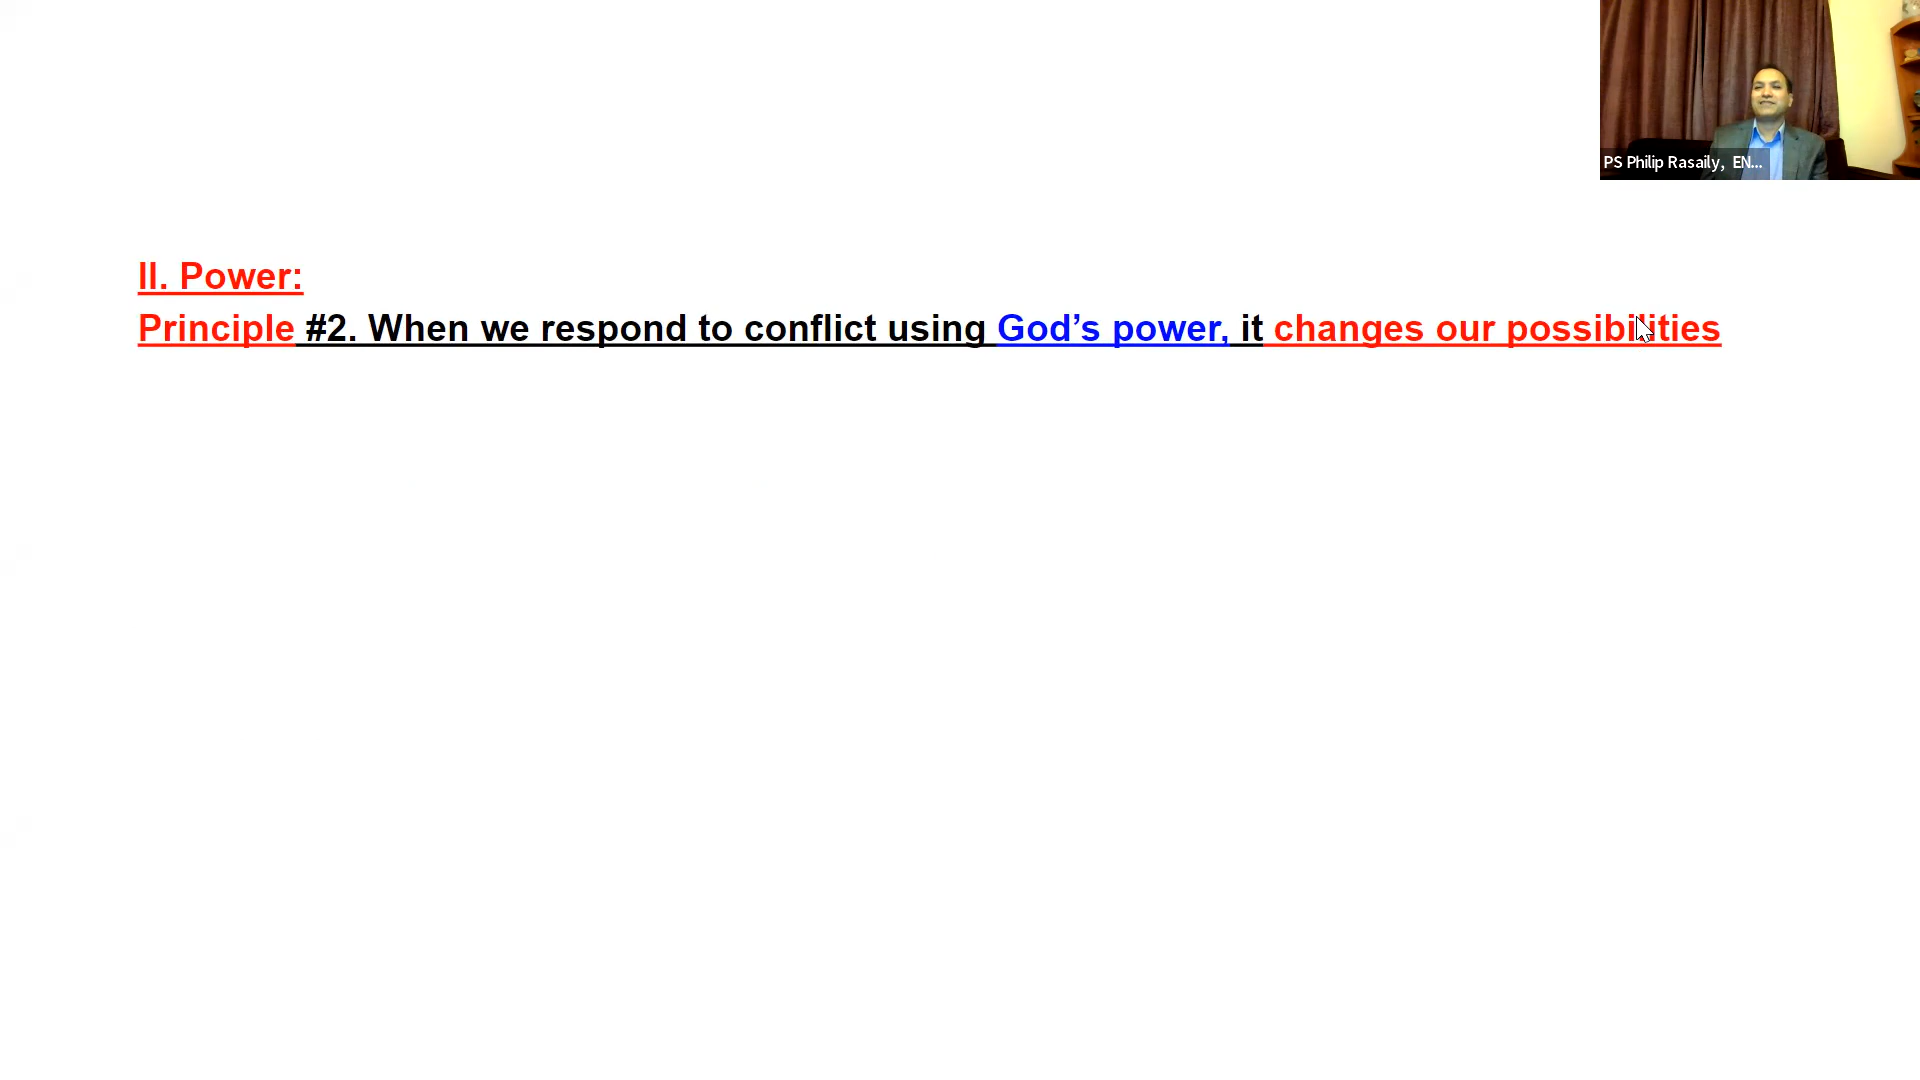 PS Philip Rasaily, EN...
II. Power:
Principle #2. When we respond to conflict using God’s power, it changes our possibilities